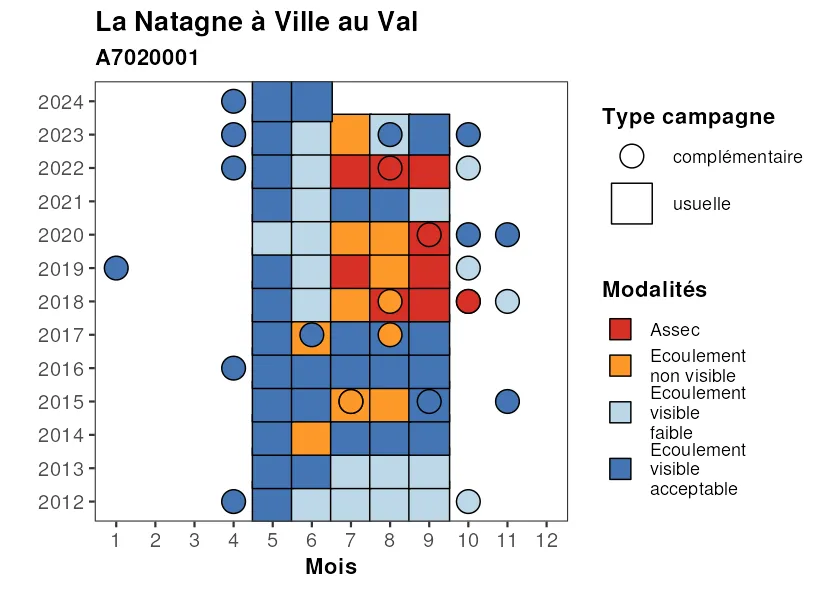 La Natagne à Ville au Val
A7020001
2024
2023
2022
2021
2020
2019
2018
2017
2016
2015
2014
2013
2012
1 2 3 4 5 6 7 8 9 10 11 12
Mois
Type campagne
complémentaire
usuelle
Modalités
Assec
Ecoulement
non visible
Ecoulement
visible
faible
Ecoulement
visible
acceptable